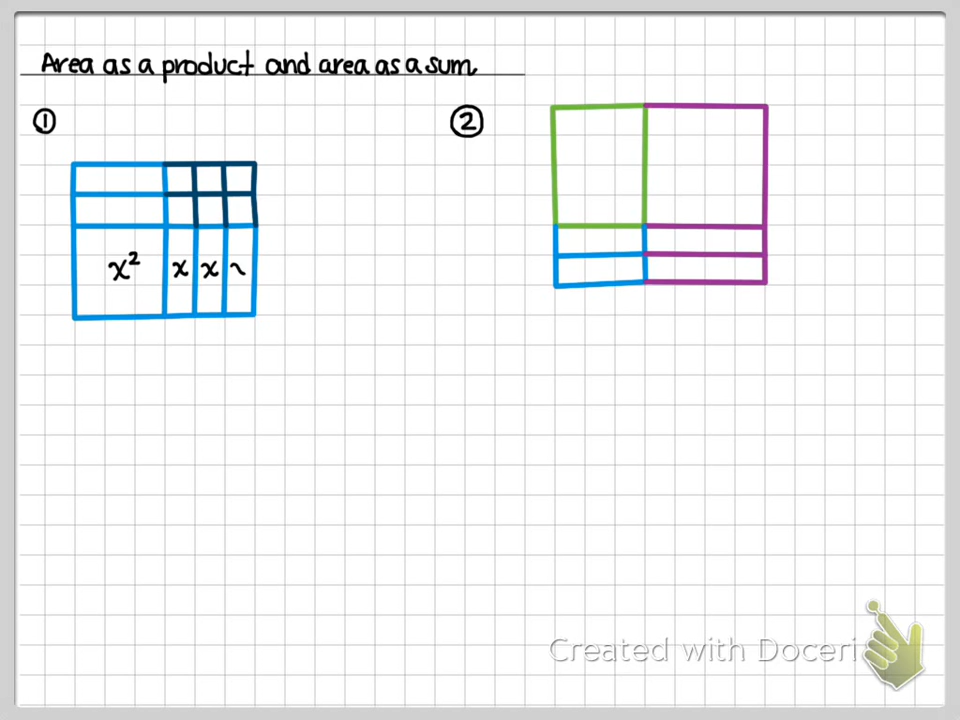 Area as a product and area as a sum
① ②
x² x x
Created with Doceri